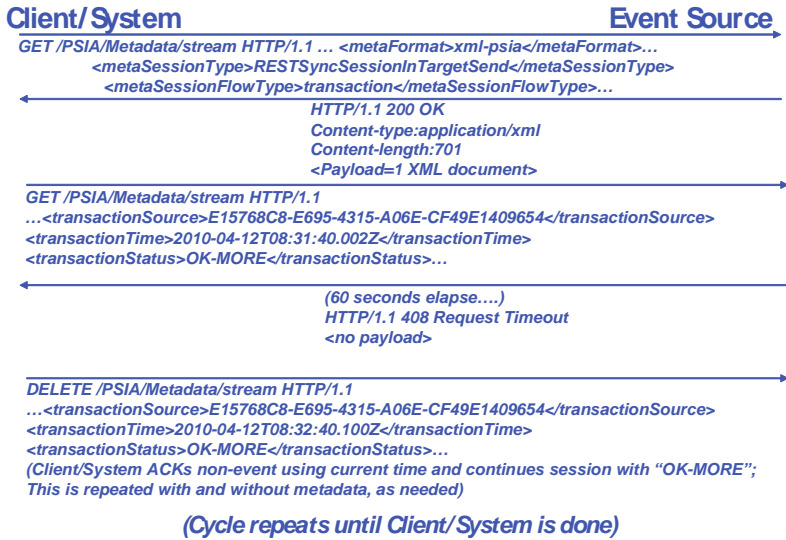 Client/System Event Source
GET /PSIA/Metadata/stream HTTP/1.1 … <metaFormat>xml-psia</metaFormat>…
<metaSessionType>RESTSyncSessionInTargetSend</metaSessionType>
<metaSessionFlowType>transaction</metaSessionFlowType>…
HTTP/1.1 200 OK
Content-type:application/xml
Content-length:701
<Payload=1 XML document>
GET /PSIA/Metadata/stream HTTP/1.1
…<transactionSource>E15768C8-E695-4315-A06E-CF49E1409654</transactionSource>
<transactionTime>2010-04-12T08:31:40.002Z</transactionTime>
<transactionStatus>OK-MORE</transactionStatus>…
(60 seconds elapse….)
HTTP/1.1 408 Request Timeout
<no payload>
DELETE /PSIA/Metadata/stream HTTP/1.1
…<transactionSource>E15768C8-E695-4315-A06E-CF49E1409654</transactionSource>
<transactionTime>2010-04-12T08:32:40.100Z</transactionTime>
<transactionStatus>OK-MORE</transactionStatus>…
(Client/System ACKs non-event using current time and continues session with “OK-MORE”;
This is repeated with and without metadata, as needed)
(Cycle repeats until Client/System is done)